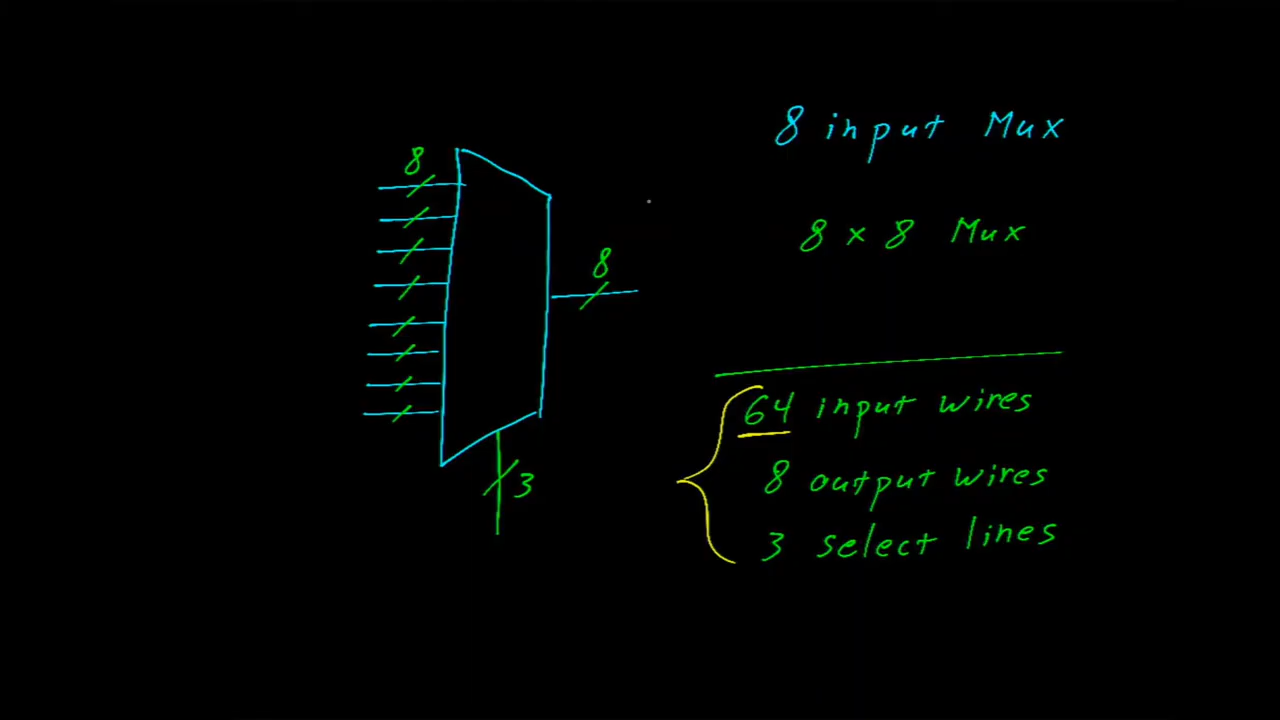 8 input Mux
8
8 x 8 Mux
8
64 input wires
8 output wires
3
3 select lines